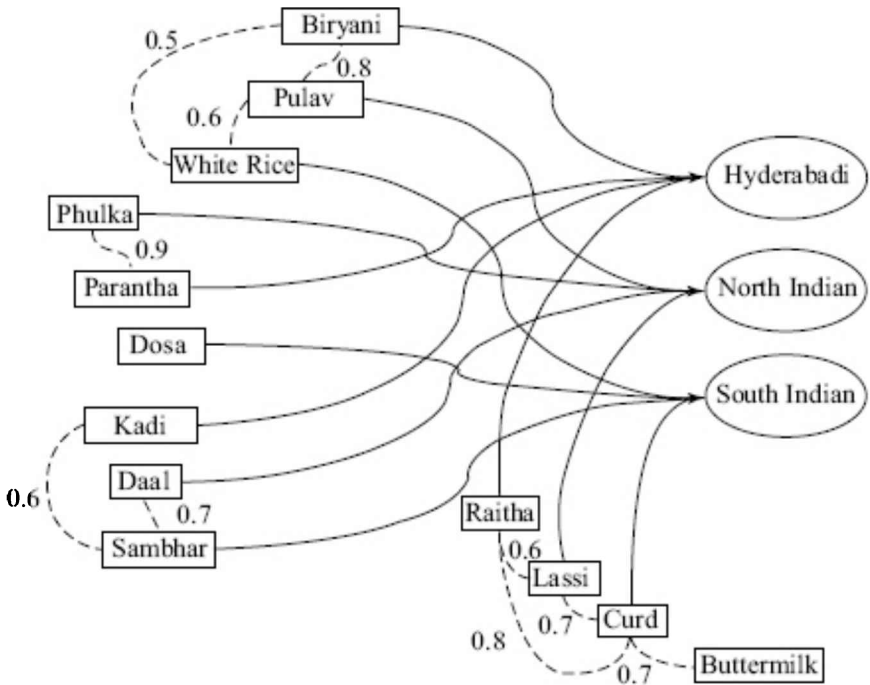 Biryani
0.5
0.8
Pulav
0.6
White Rice
Hyderabadi
Phulka
0.9
Parantha
North Indian
Dosa
South Indian
Kadi
Daal
0.6
0.7
Raitha
Sambhar
0.6
Lassi
0.7
Curd
0.8
0.7
Buttermilk